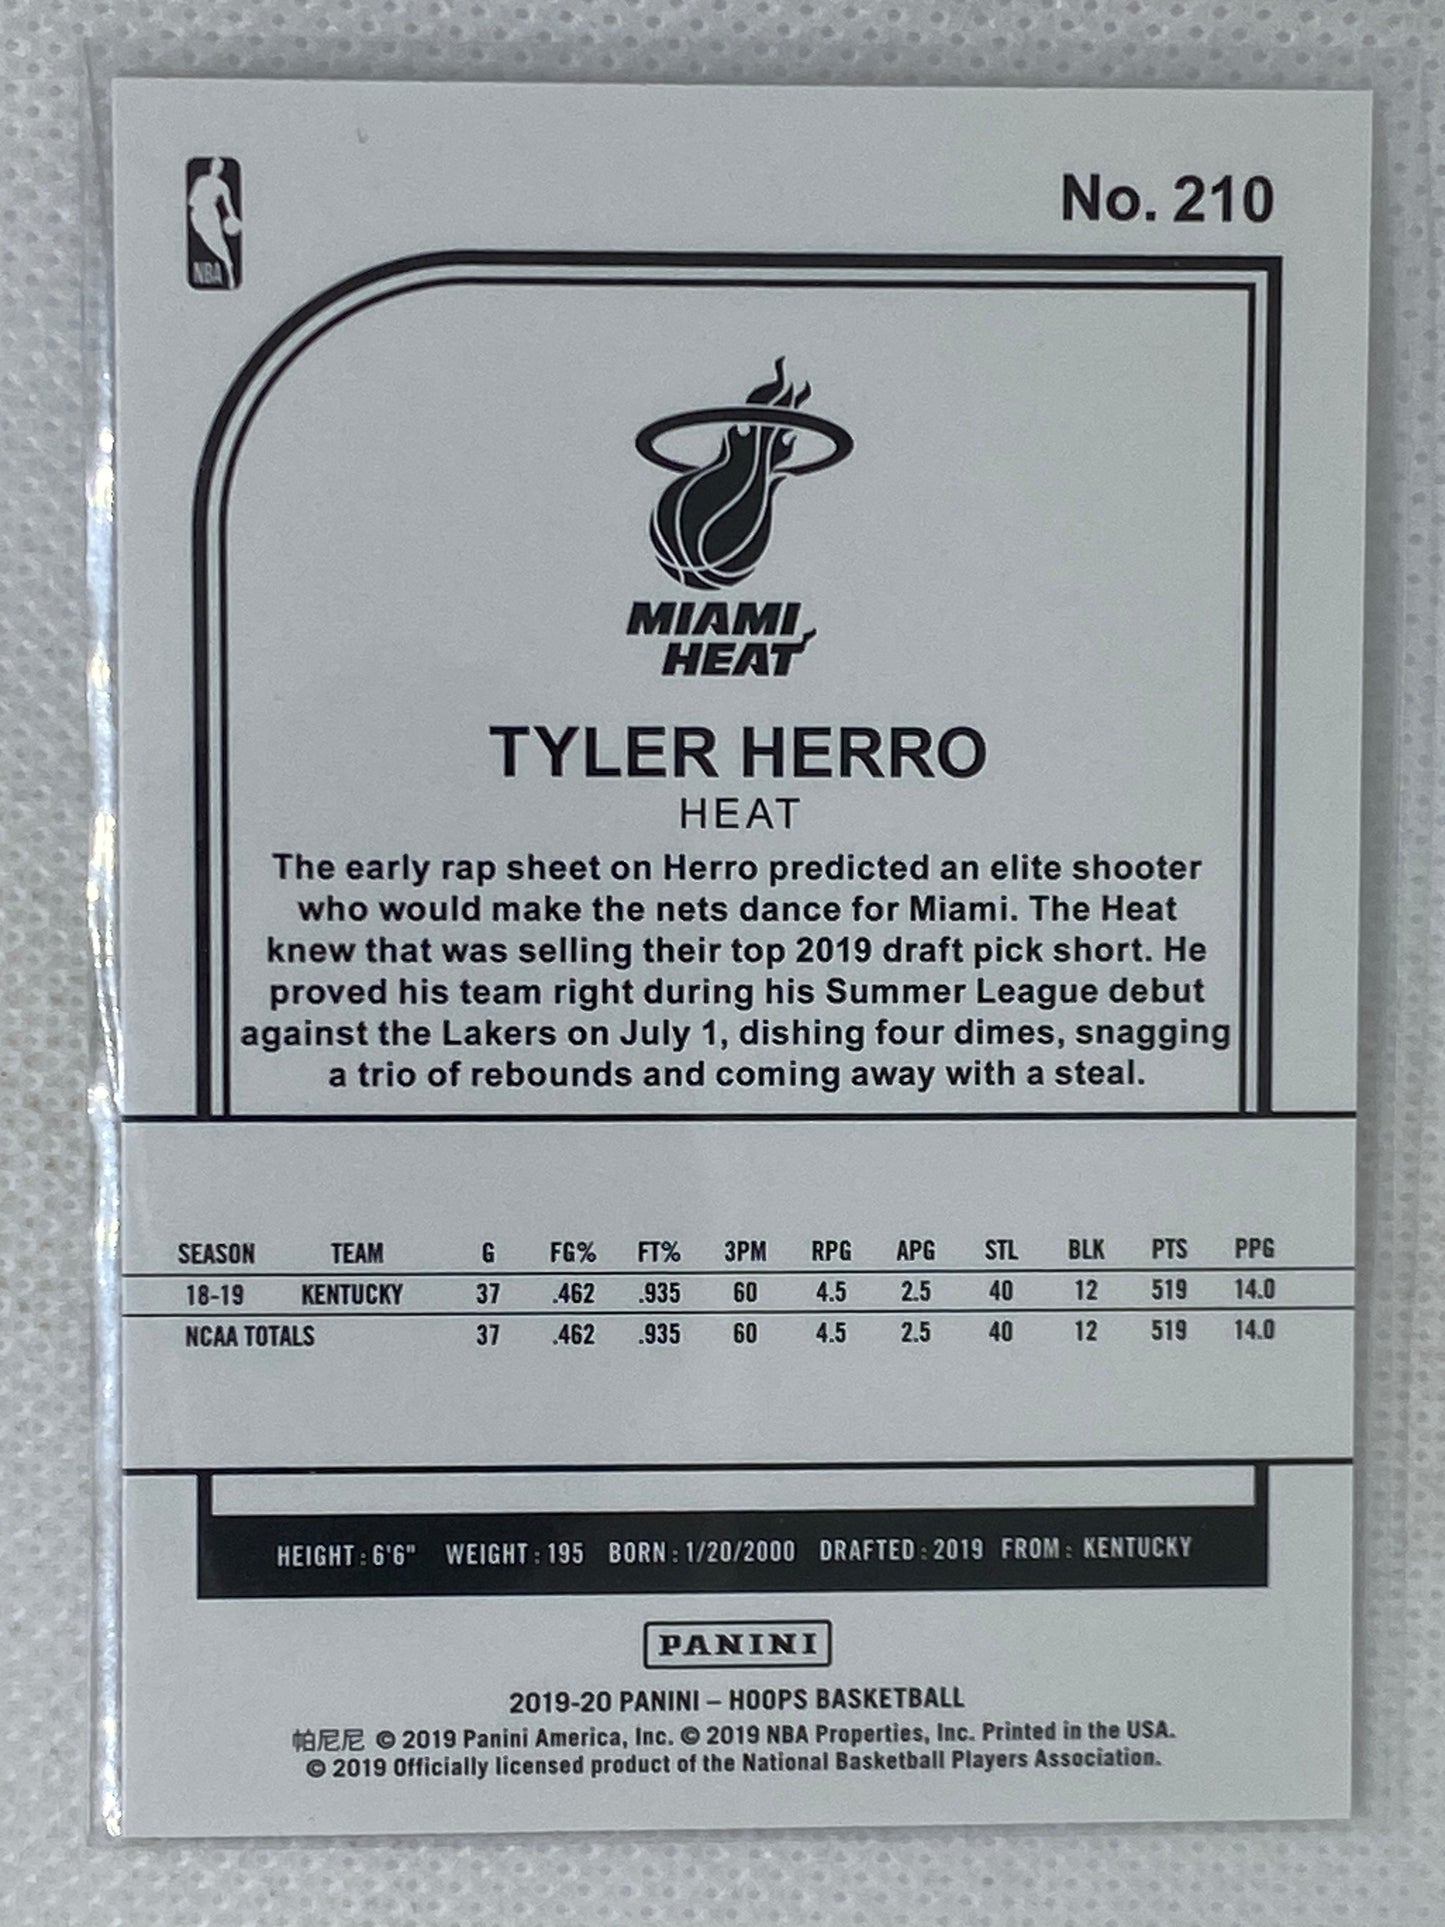 NBA
No. 210
MIAMI
HEAT
TYLER HERRO
HEAT
The early rap sheet on Herro predicted an elite shooter
who would make the nets dance for Miami. The Heat
knew that was selling their top 2019 draft pick short. He
proved his team right during his Summer League debut
against the Lakers on July 1, dishing four dimes, snagging
a trio of rebounds and coming away with a steal.
SEASON TEAM G FG% FT% 3PM RPG APG STL BLK PTS PPG
18-19 KENTUCKY 37 .462 .935 60 4.5 2.5 40 12 519 14.0
NCAA TOTALS 37 .462 .935 60 4.5 2.5 40 12 519 14.0
HEIGHT: 6'6" WEIGHT: 195 BORN: 1/20/2000 DRAFTED: 2019 FROM: KENTUCKY
PANINI
2019-20 PANINI – HOOPS BASKETBALL
帕尼尼 © 2019 Panini America, Inc. © 2019 NBA Properties, Inc. Printed in the USA.
© 2019 Officially licensed product of the National Basketball Players Association.